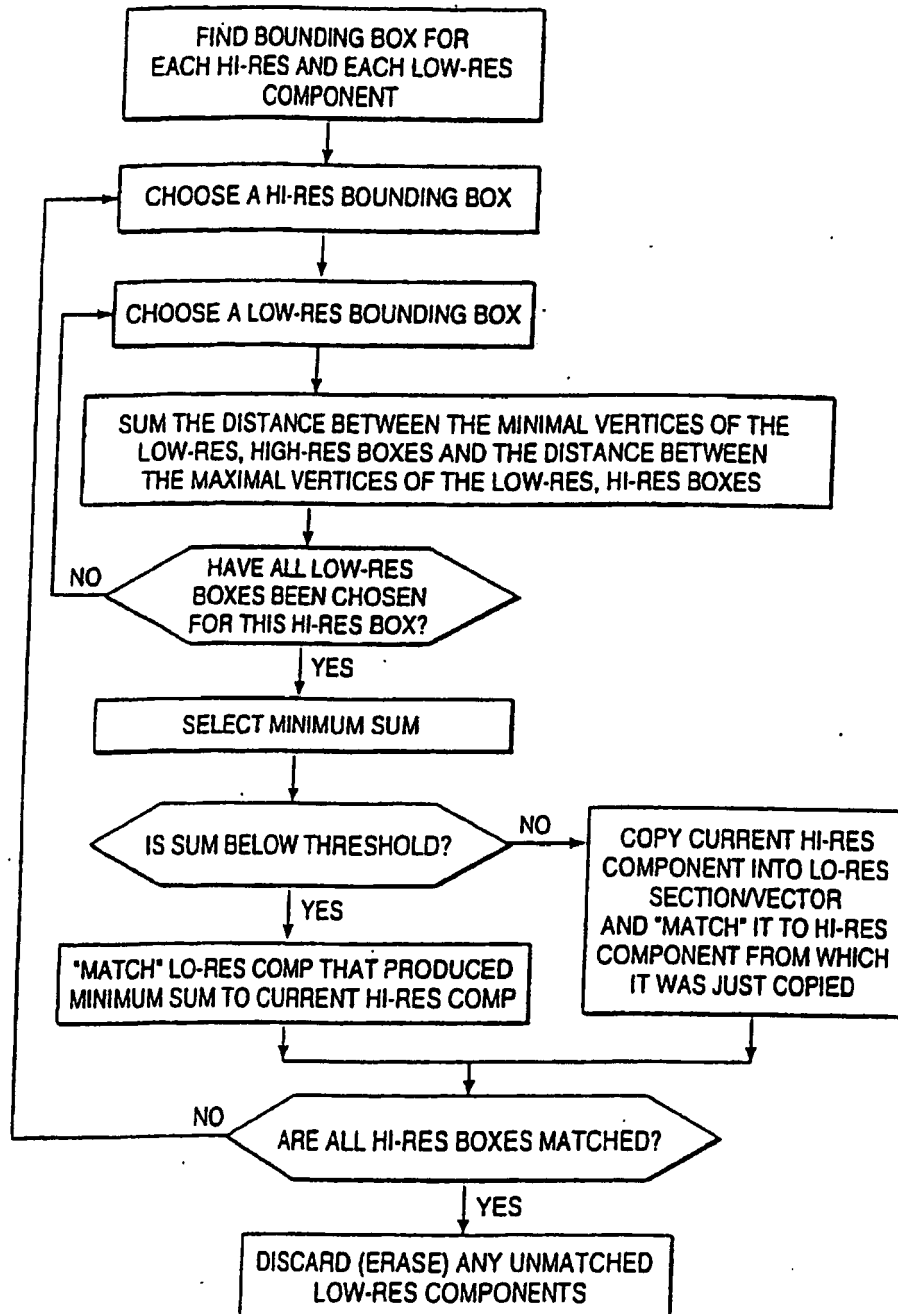 FIND BOUNDING BOX FOR
EACH HI-RES AND EACH LOW-RES
COMPONENT
CHOOSE A HI-RES BOUNDING BOX
CHOOSE A LOW-RES BOUNDING BOX
SUM THE DISTANCE BETWEEN THE MINIMAL VERTICES OF THE
LOW-RES, HIGH-RES BOXES AND THE DISTANCE BETWEEN
THE MAXIMAL VERTICES OF THE LOW-RES, HI-RES BOXES
HAVE ALL LOW-RES
BOXES BEEN CHOSEN
FOR THIS HI-RES BOX?
NO
YES
SELECT MINIMUM SUM
IS SUM BELOW THRESHOLD?
NO
YES
COPY CURRENT HI-RES
COMPONENT INTO LO-RES
SECTION/VECTOR
AND "MATCH" IT TO HI-RES
COMPONENT FROM WHICH
IT WAS JUST COPIED
"MATCH" LO-RES COMP THAT PRODUCED
MINIMUM SUM TO CURRENT HI-RES COMP
NO
ARE ALL HI-RES BOXES MATCHED?
YES
DISCARD (ERASE) ANY UNMATCHED
LOW-RES COMPONENTS